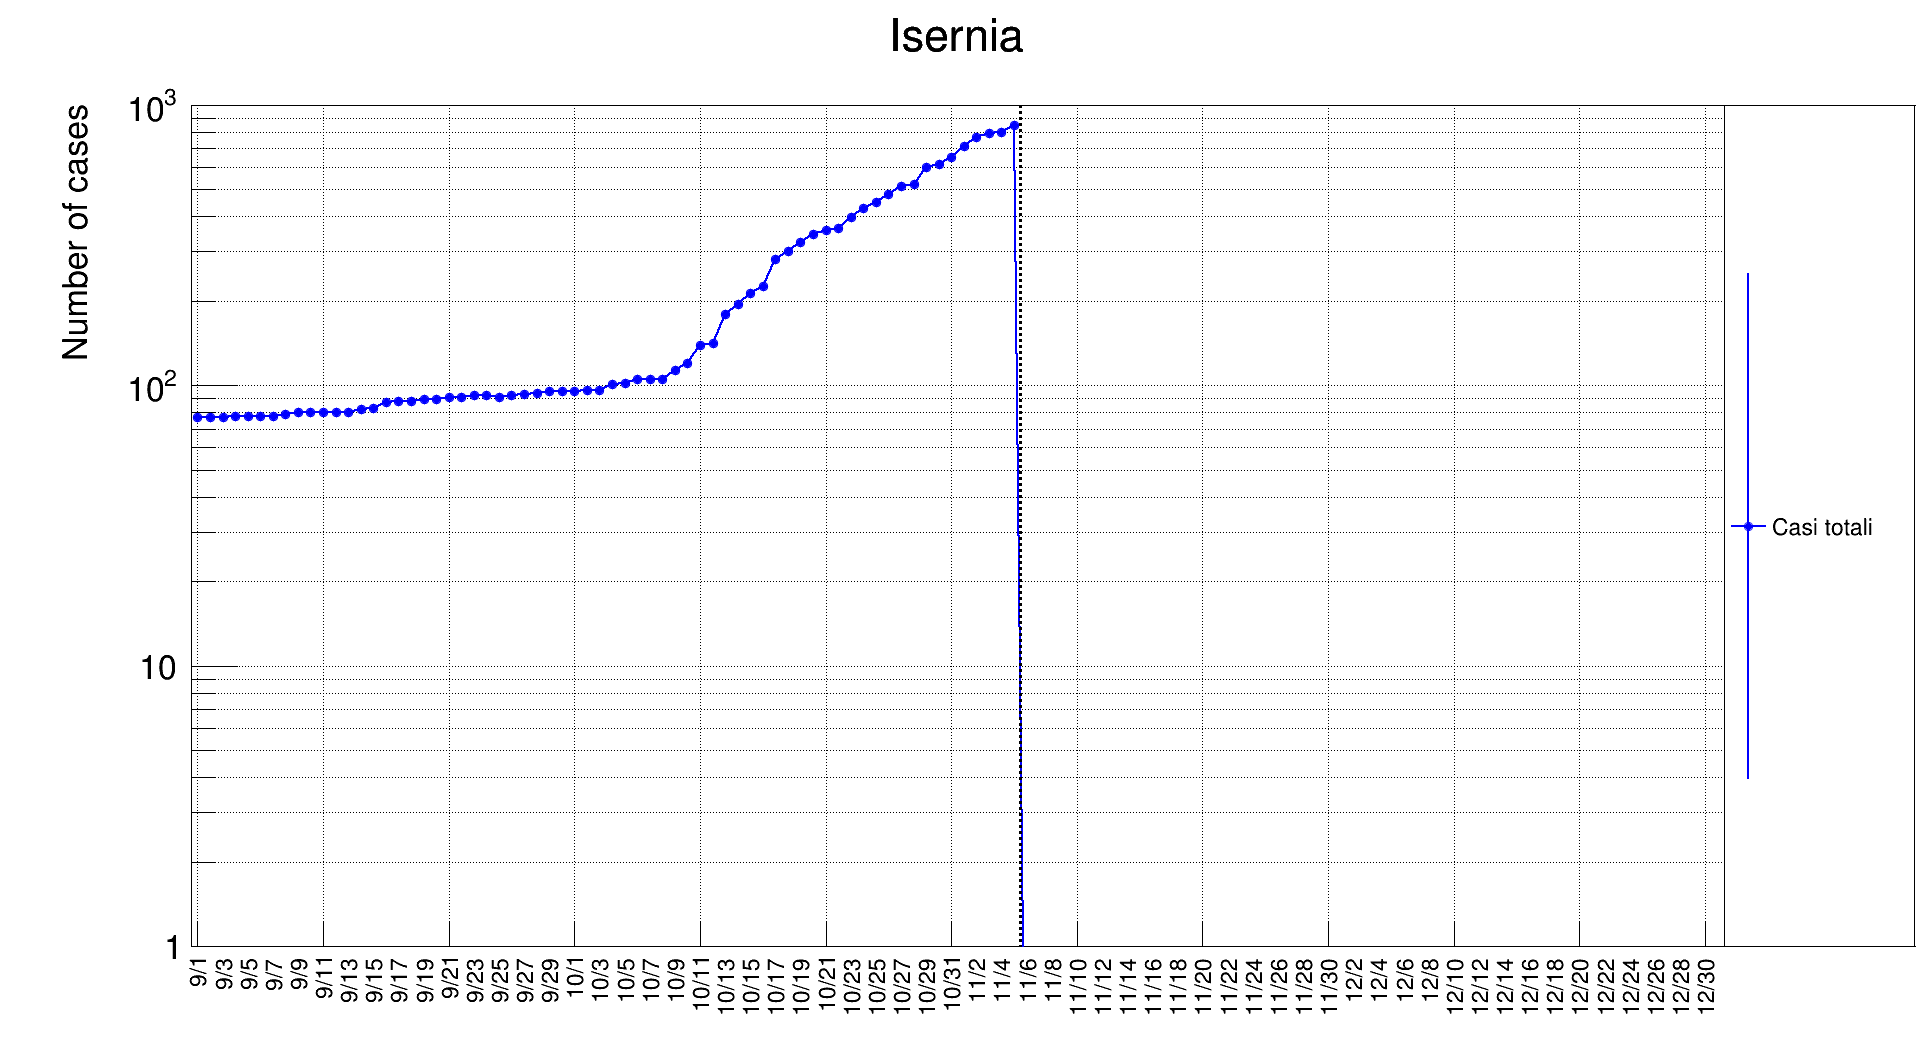 Isernia
Number of cases
10³
10²
10
1
9/1 9/3 9/5 9/7 9/9 9/11 9/13 9/15 9/17 9/19 9/21 9/23 9/25 9/27 9/29 10/1 10/3 10/5 10/7 10/9 10/11 10/13 10/15 10/17 10/19 10/21 10/23 10/25 10/27 10/29 10/31 11/2 11/4 11/6 11/8 11/10 11/12 11/14 11/16 11/18 11/20 11/22 11/24 11/26 11/28 11/30 12/2 12/4 12/6 12/8 12/10 12/12 12/14 12/16 12/18 12/20 12/22 12/24 12/26 12/28 12/30
Casi totali